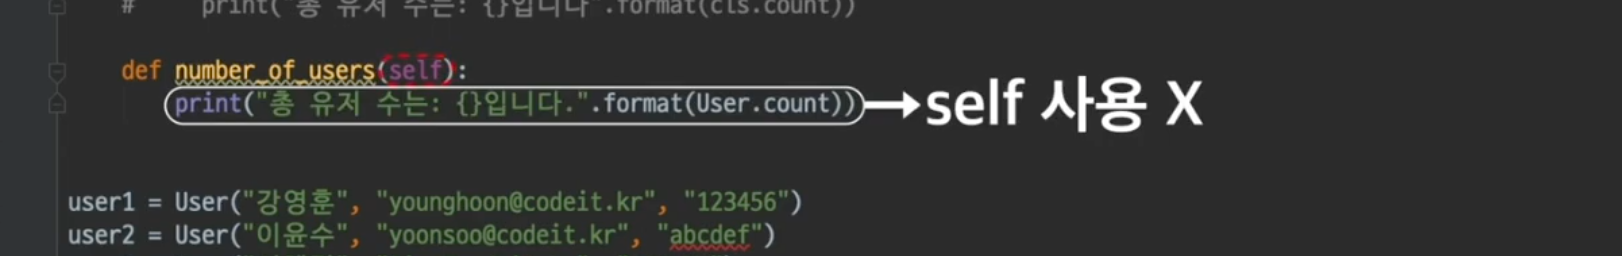 # print("총 유저 수는: {}입니다".format(cls.count))
def number_of_users(self):
print("총 유저 수는: {}입니다.".format(User.count))
self 사용 X
user1 = User("강영훈", "younghoon@codeit.kr", "123456")
user2 = User("이윤수", "yoonsoo@codeit.kr", "abcdef")